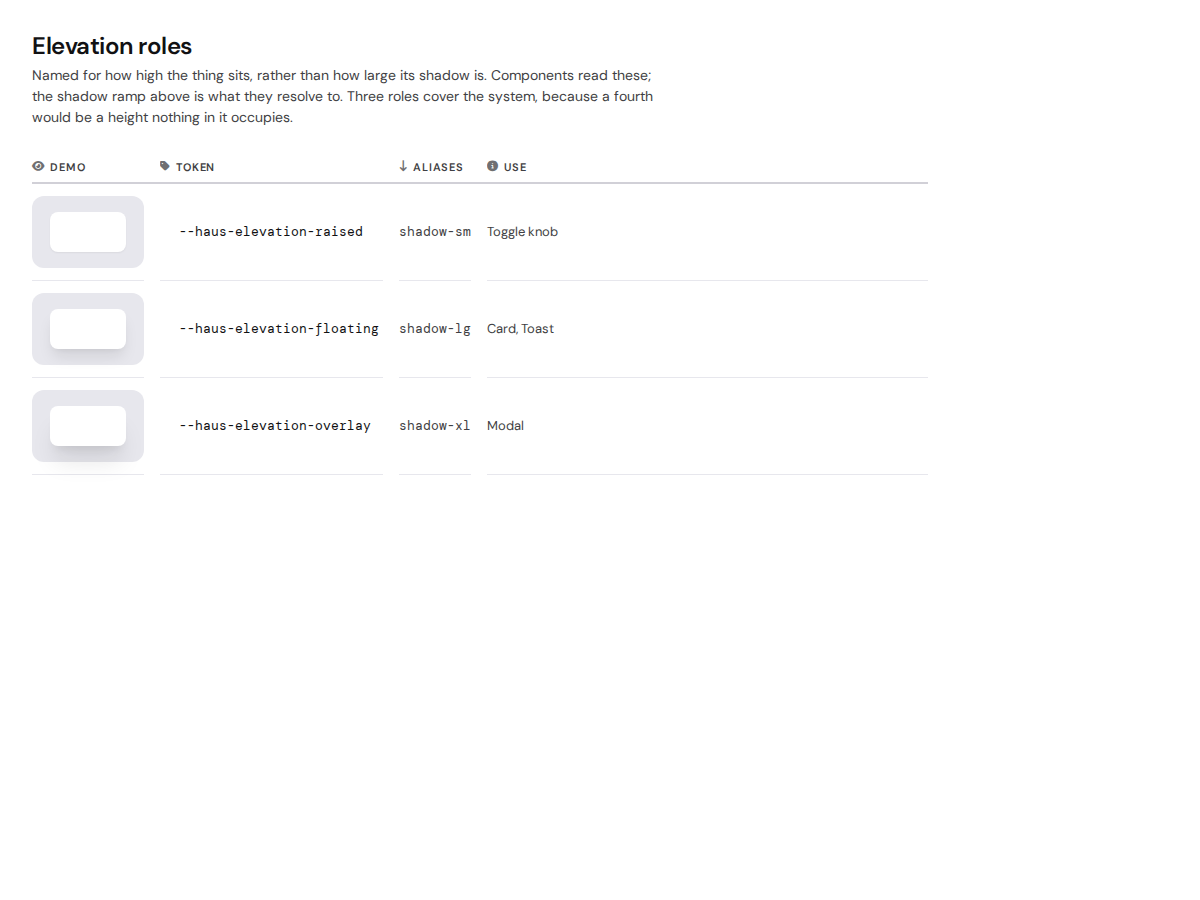 Elevation roles
Named for how high the thing sits, rather than how large its shadow is. Components read these;
the shadow ramp above is what they resolve to. Three roles cover the system, because a fourth
would be a height nothing in it occupies.
DEMO TOKEN ALIASES USE
--haus-elevation-raised shadow-sm Toggle knob
--haus-elevation-floating shadow-lg Card, Toast
--haus-elevation-overlay shadow-xl Modal